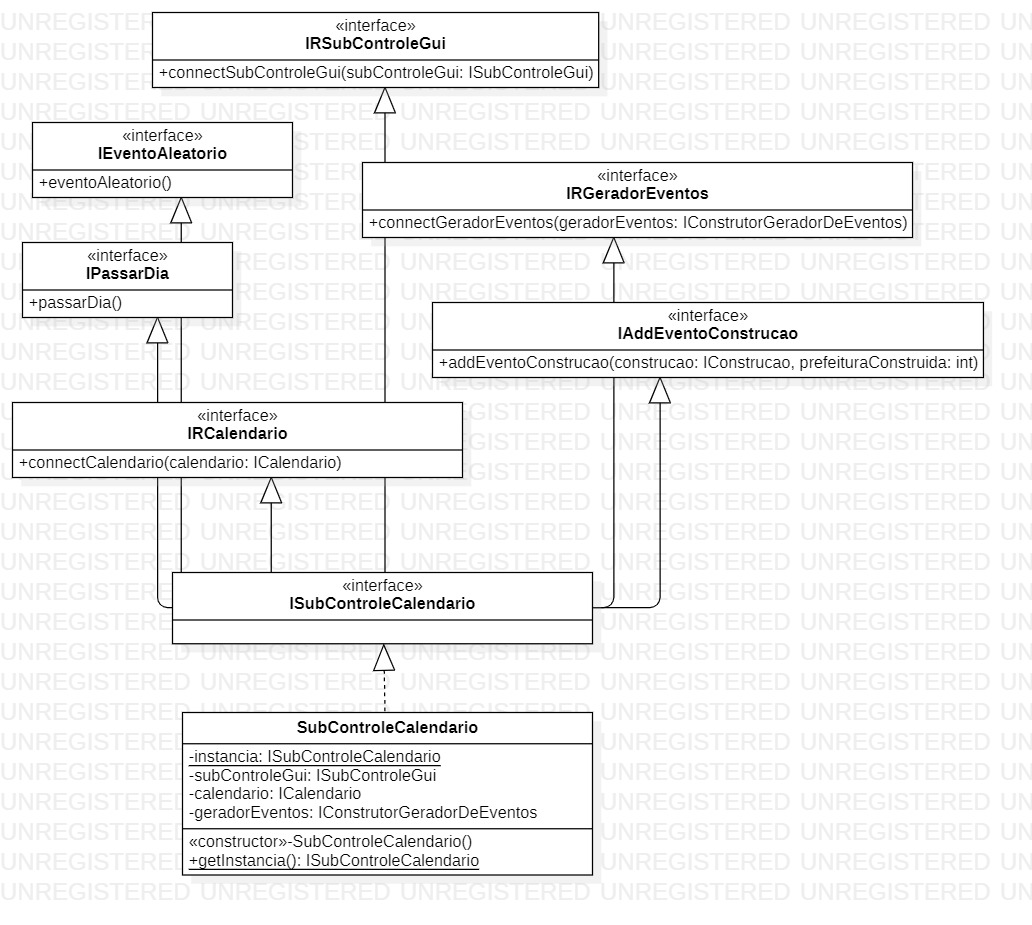 «interface»
IRSubControleGui
+connectSubControleGui(subControleGui: ISubControleGui)
«interface»
IEventoAleatorio
+eventoAleatorio()
«interface»
IRGeradorEventos
+connectGeradorEventos(geradorEventos: IConstrutorGeradorDeEventos)
«interface»
IPassarDia
+passarDia()
«interface»
IAddEventoConstrucao
+addEventoConstrucao(construcao: IConstrucao, prefeituraConstruida: int)
«interface»
IRCalendario
+connectCalendario(calendario: ICalendario)
«interface»
ISubControleCalendario
SubControleCalendario
-instancia: ISubControleCalendario
-subControleGui: ISubControleGui
-calendario: ICalendario
-geradorEventos: IConstrutorGeradorDeEventos
«constructor»-SubControleCalendario()
+getInstancia(): ISubControleCalendario
UNREGISTERED UNREGISTERED UNREGISTERED UNREGISTERED UNREGISTERED UN